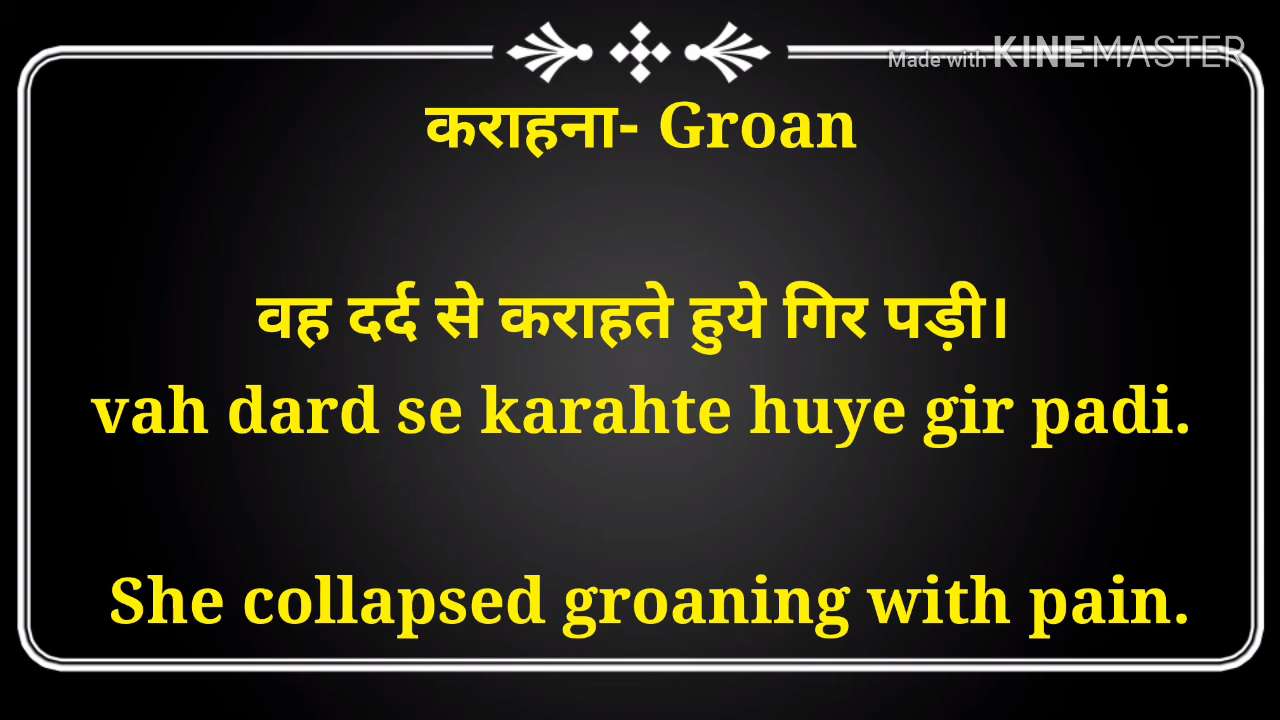 Made with KINEMASTER
कराहना- Groan
वह दर्द से कराहते हुये गिर पड़ी।
vah dard se karahte huye gir padi.
She collapsed groaning with pain.